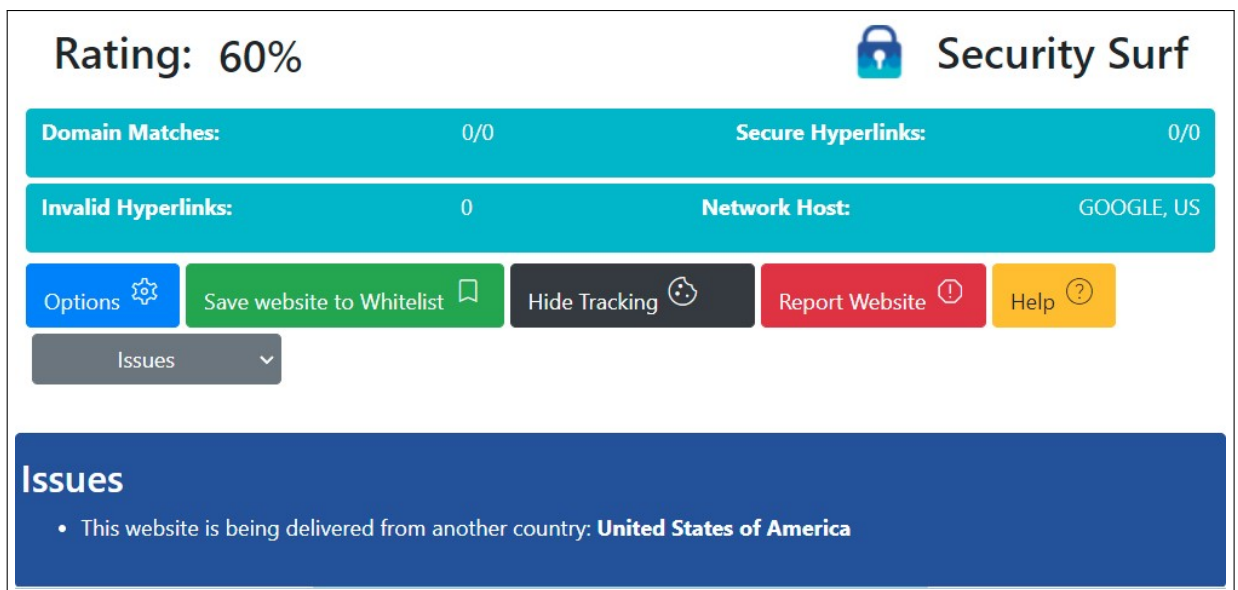 Rating: 60% Security Surf
Domain Matches: 0/0 Secure Hyperlinks: 0/0
Invalid Hyperlinks: 0 Network Host: GOOGLE, US
Options Save website to Whitelist Hide Tracking Report Website Help
Issues
Issues
• This website is being delivered from another country: United States of America